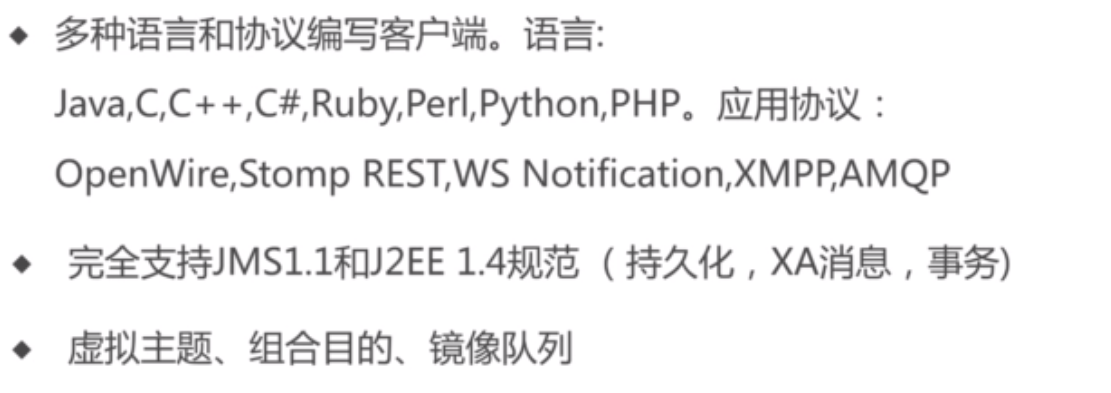 ◆ 多种语言和协议编写客户端。语言:
Java,C,C++,C#,Ruby,Perl,Python,PHP。应用协议：
OpenWire,Stomp REST,WS Notification,XMPP,AMQP
◆ 完全支持JMS1.1和J2EE 1.4规范 （持久化，XA消息，事务)
◆ 虚拟主题、组合目的、镜像队列